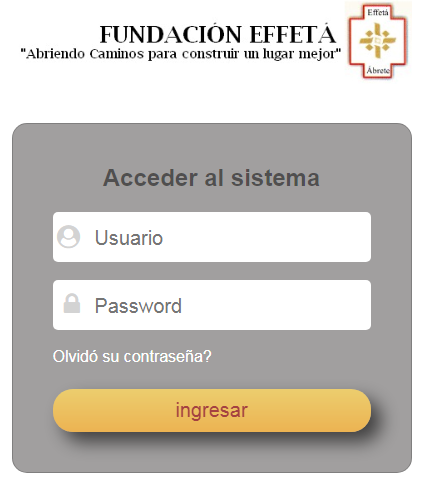 FUNDACIÓN EFFETÀ
"Abriendo Caminos para construir un lugar mejor"
Effetá
Ábrete
Acceder al sistema
Usuario
Password
Olvidó su contraseña?
ingresar